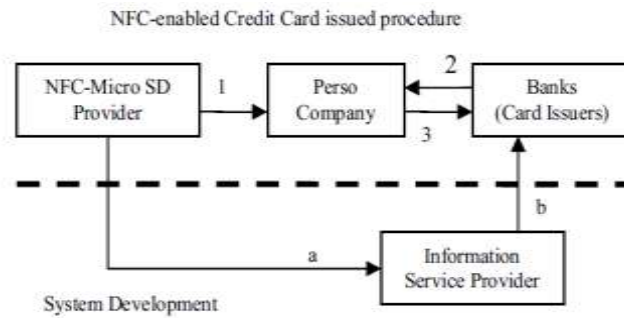 NFC-enabled Credit Card issued procedure
NFC-Micro SD
Provider
1
Perso
Company
2
3
Banks
(Card Issuers)
a
b
Information
Service Provider
System Development